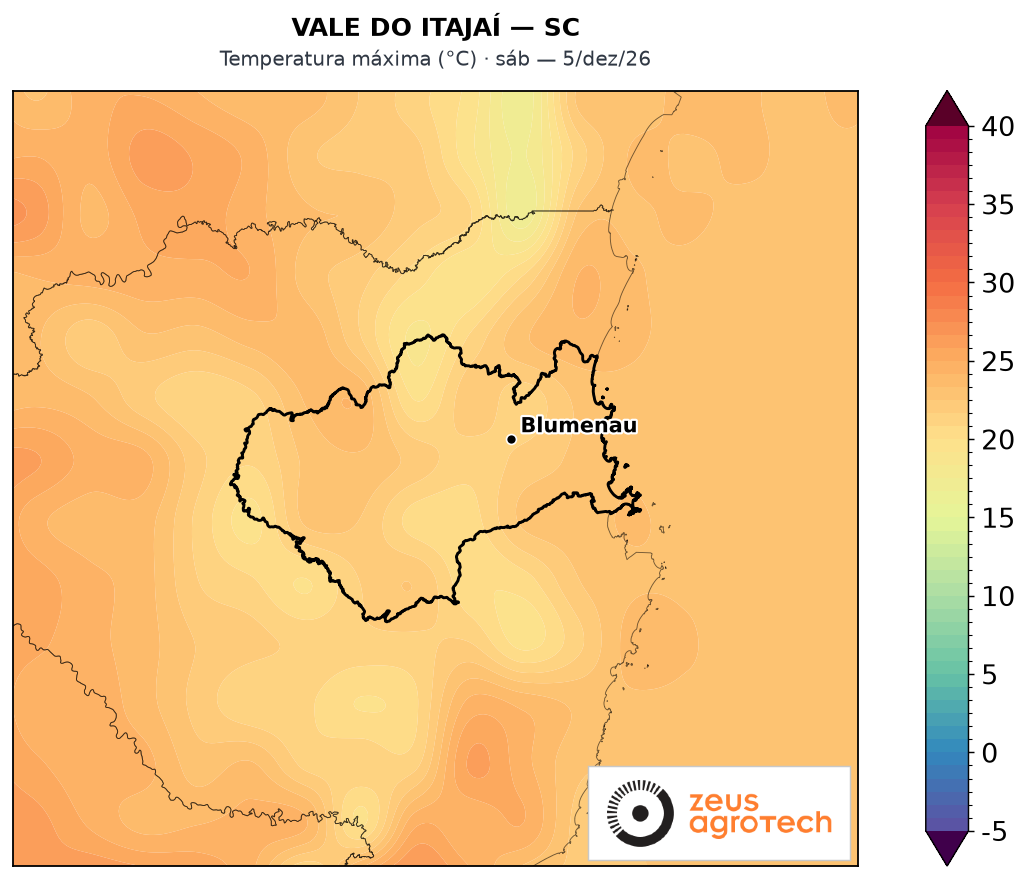 VALE DO ITAJAÍ — SC
Temperatura máxima (°C) · sáb — 5/dez/26
Blumenau
40
35
30
25
20
15
10
5
0
-5
zeus
agrotech